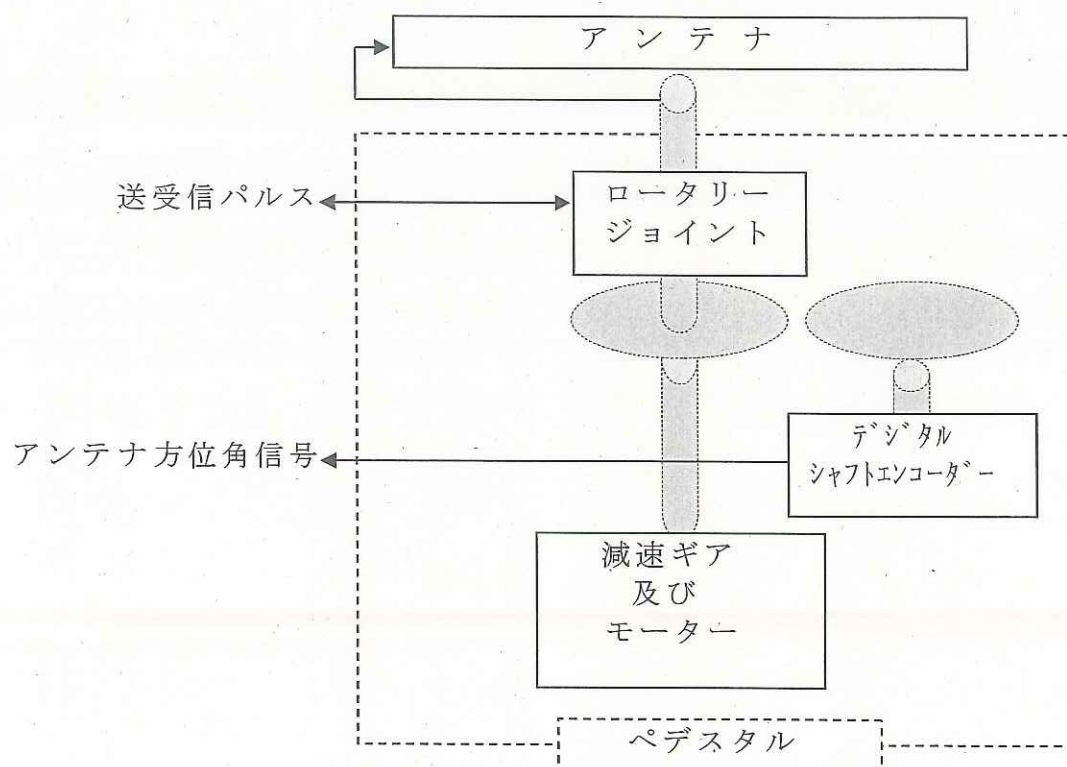 アンテナ
ロータリー
ジョイント
送受信パルス
デジタル
シャフトエンコーダー
アンテナ方位角信号
減速ギア
及び
モーター
ペデスタル